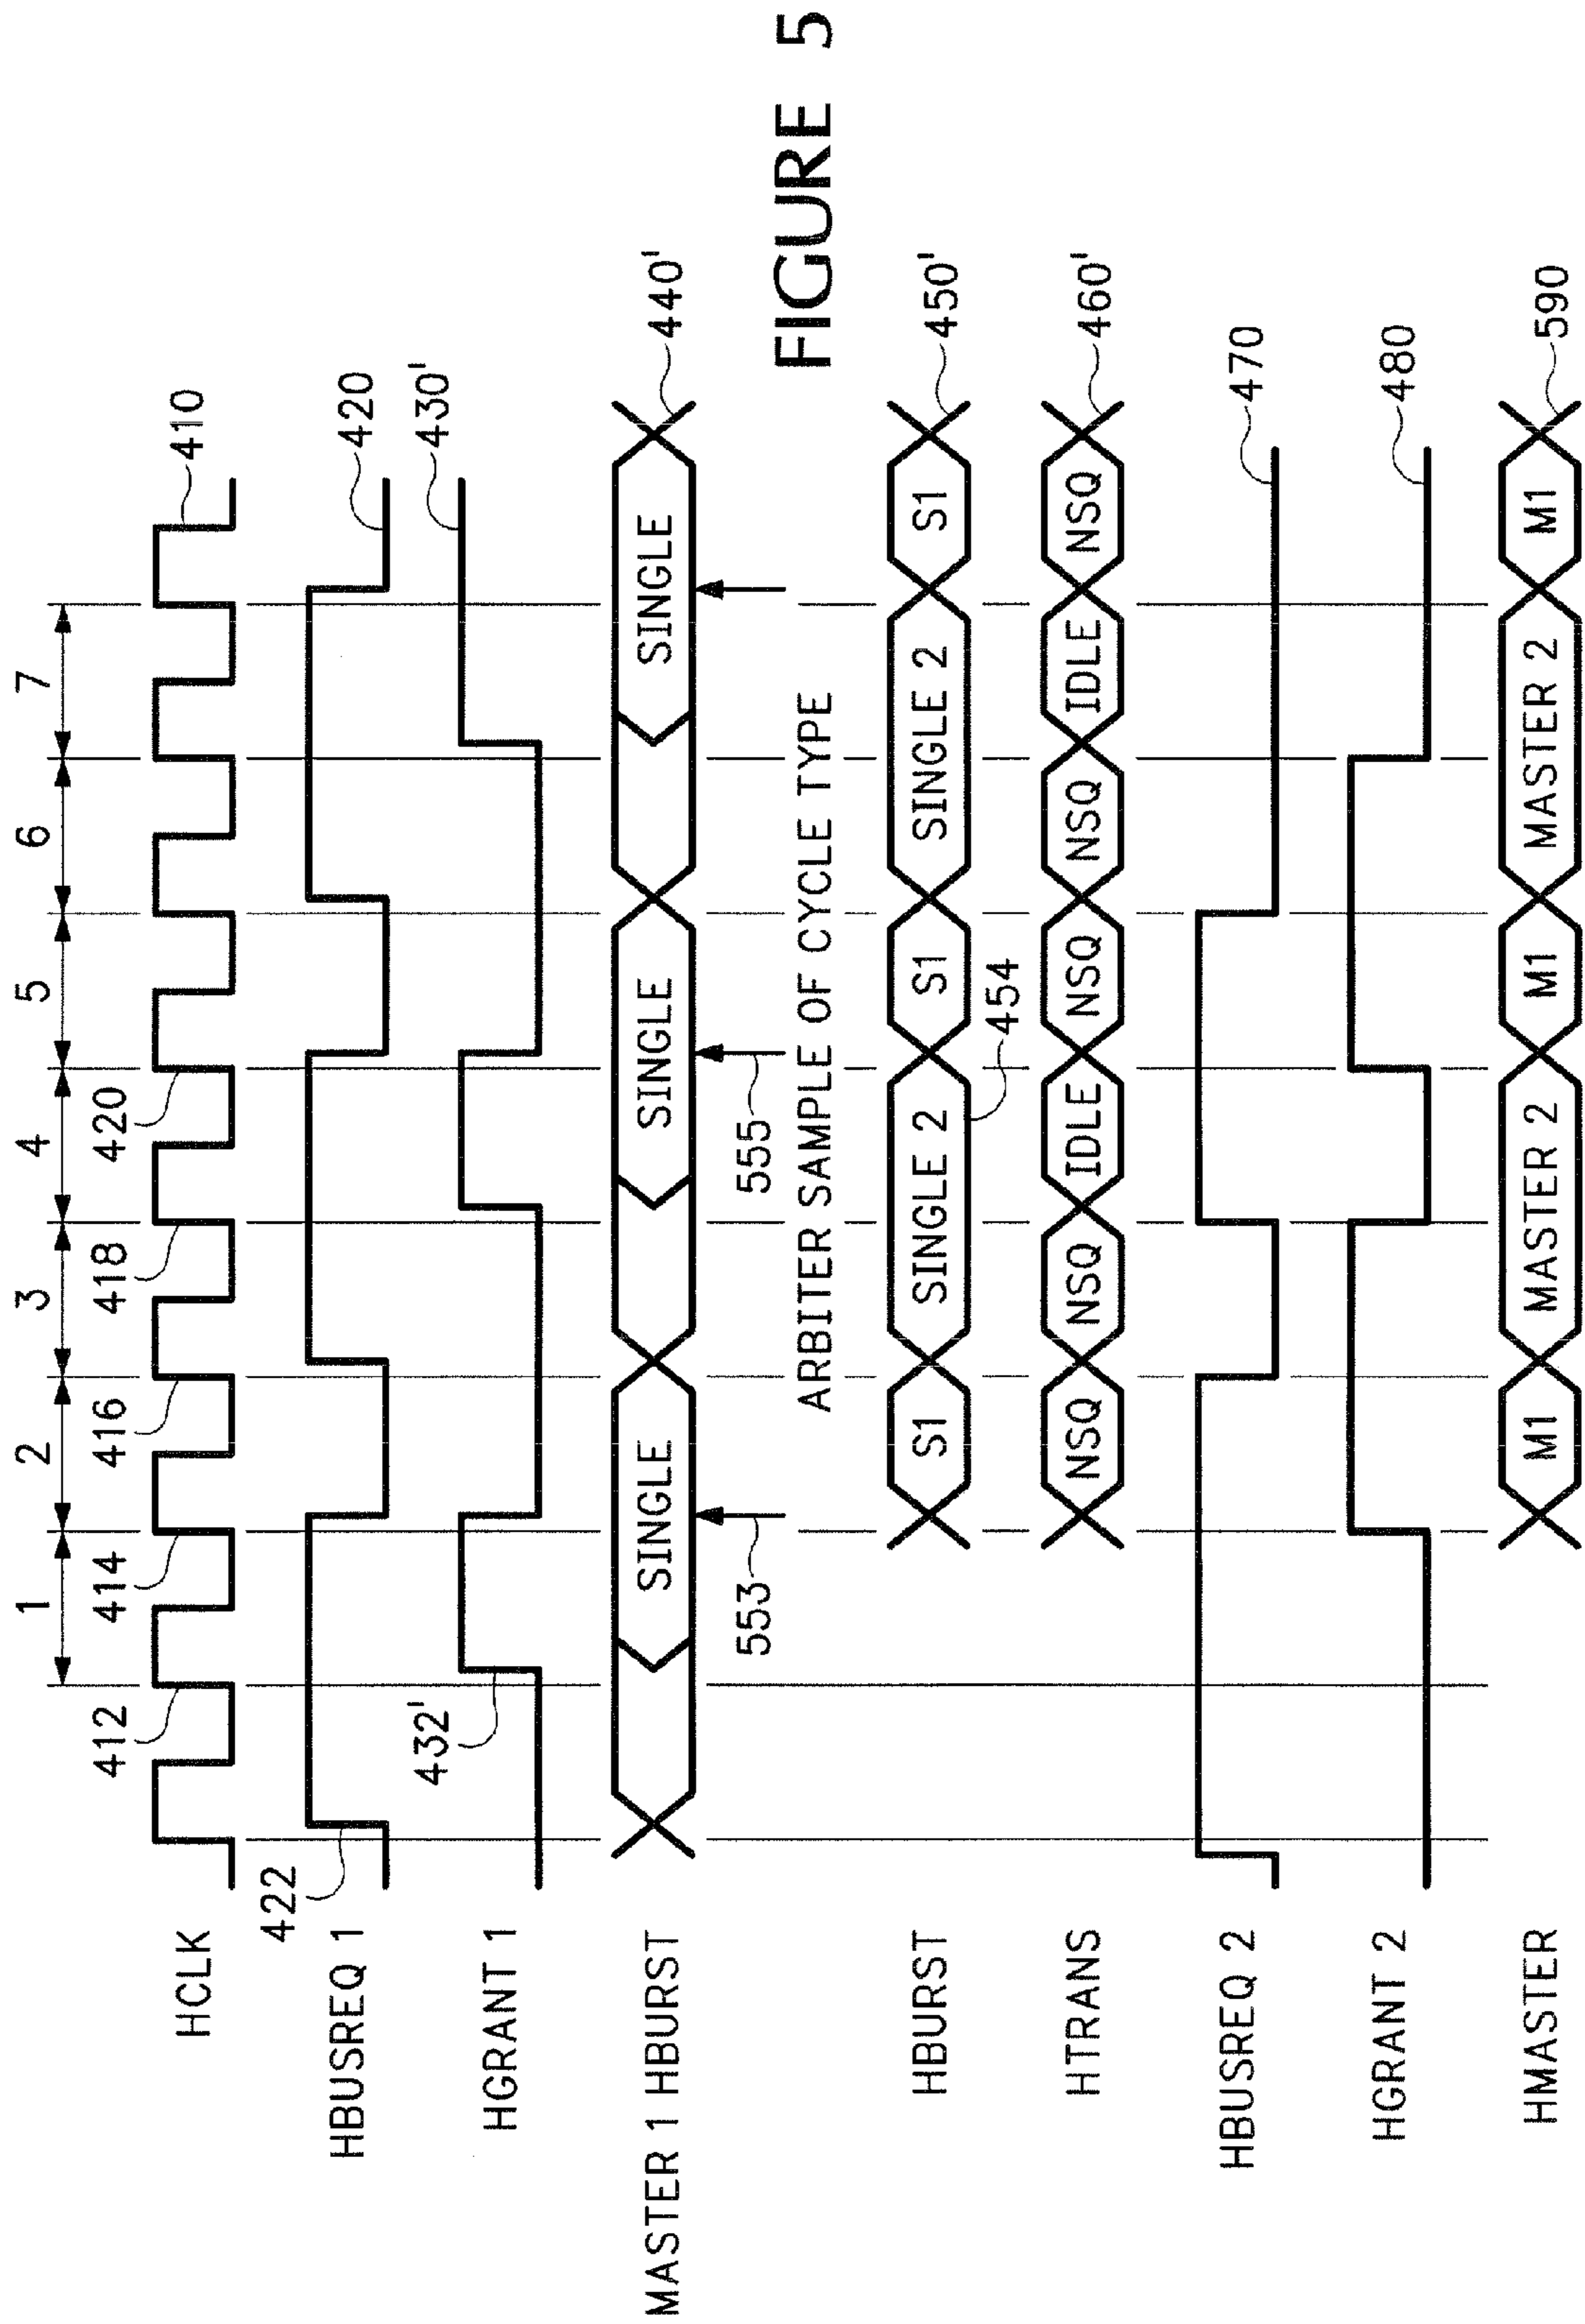 1 2 3 4 5 6 7
412 414 416 418 420
HCLK 410
422
HBUSREQ 1 420
432'
HGRANT 1 430'
MASTER 1 HBURST SINGLE SINGLE SINGLE 440'
553 555
ARBITER SAMPLE OF CYCLE TYPE
FIGURE 5
HBURST S1 SINGLE 2 S1 SINGLE 2 S1 450'
454
HTRANS NSQ NSQ IDLE NSQ NSQ IDLE NSQ 460'
HBUSREQ 2 470
HGRANT 2 480
HMASTER M1 MASTER 2 M1 MASTER 2 M1 590